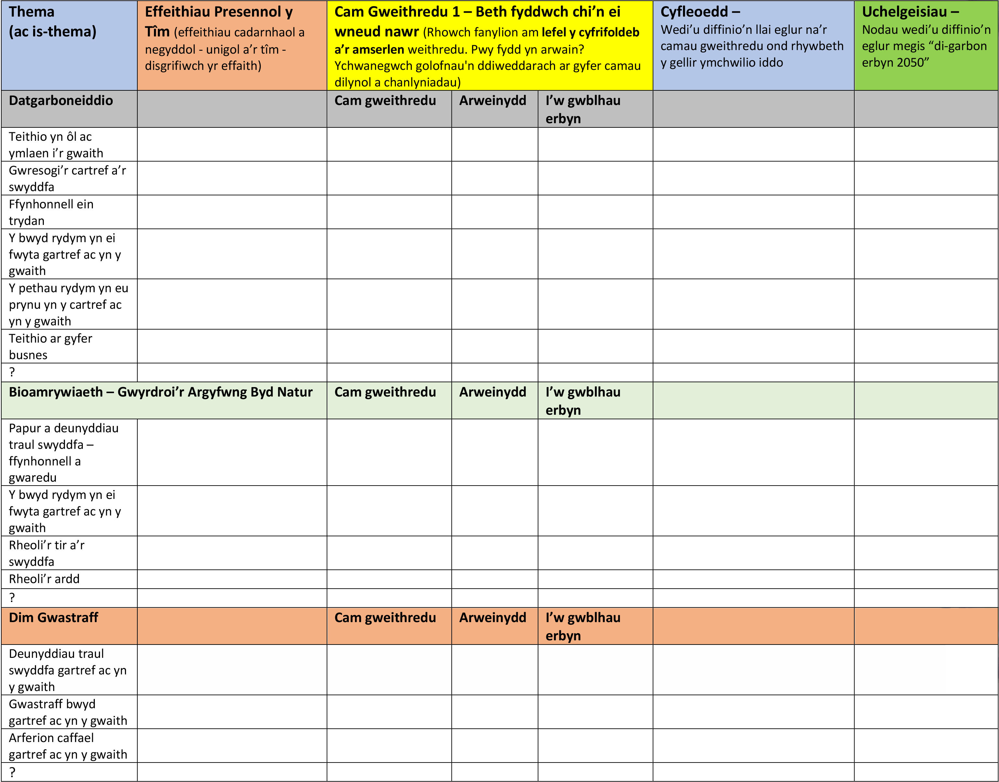 Thema
(ac is-thema)
Effeithiau Presennol y
Tîm (effeithiau cadarnhaol a
negyddol - unigol a’r tîm -
disgrifiwch yr effaith)
Cam Gweithredu 1 – Beth fyddwch chi’n ei
wneud nawr (Rhowch fanylion am lefel y cyfrifoldeb
a’r amserlen weithredu. Pwy fydd yn arwain?
Ychwanegwch golofnau'n ddiweddarach ar gyfer camau
dilynol a chanlyniadau)
Cyfleoedd –
Wedi’u diffinio’n llai eglur na’r
camau gweithredu ond rhywbeth
y gellir ymchwilio iddo
Uchelgeisiau –
Nodau wedi’u diffinio’n
eglur megis “di-garbon
erbyn 2050”
Datgarboneiddio
Cam gweithredu
Arweinydd
I’w gwblhau
erbyn
Teithio yn ôl ac
ymlaen i’r gwaith
Gwresogi’r cartref a’r
swyddfa
Ffynhonnell ein
trydan
Y bwyd rydym yn ei
fwyta gartref ac yn y
gwaith
Y pethau rydym yn eu
prynu yn y cartref ac
yn y gwaith
Teithio ar gyfer
busnes
?
Bioamrywiaeth – Gwyrdroi’r Argyfwng Byd Natur
Cam gweithredu
Arweinydd
I’w gwblhau
erbyn
Papur a deunyddiau
traul swyddfa –
ffynhonnell a
gwaredu
Y bwyd rydym yn ei
fwyta gartref ac yn y
gwaith
Rheoli’r tir a’r
swyddfa
Rheoli’r ardd
?
Dim Gwastraff
Cam gweithredu
Arweinydd
I’w gwblhau
erbyn
Deunyddiau traul
swyddfa gartref ac yn
y gwaith
Gwastraff bwyd
gartref ac yn y gwaith
Arferion caffael
gartref ac yn y gwaith
?